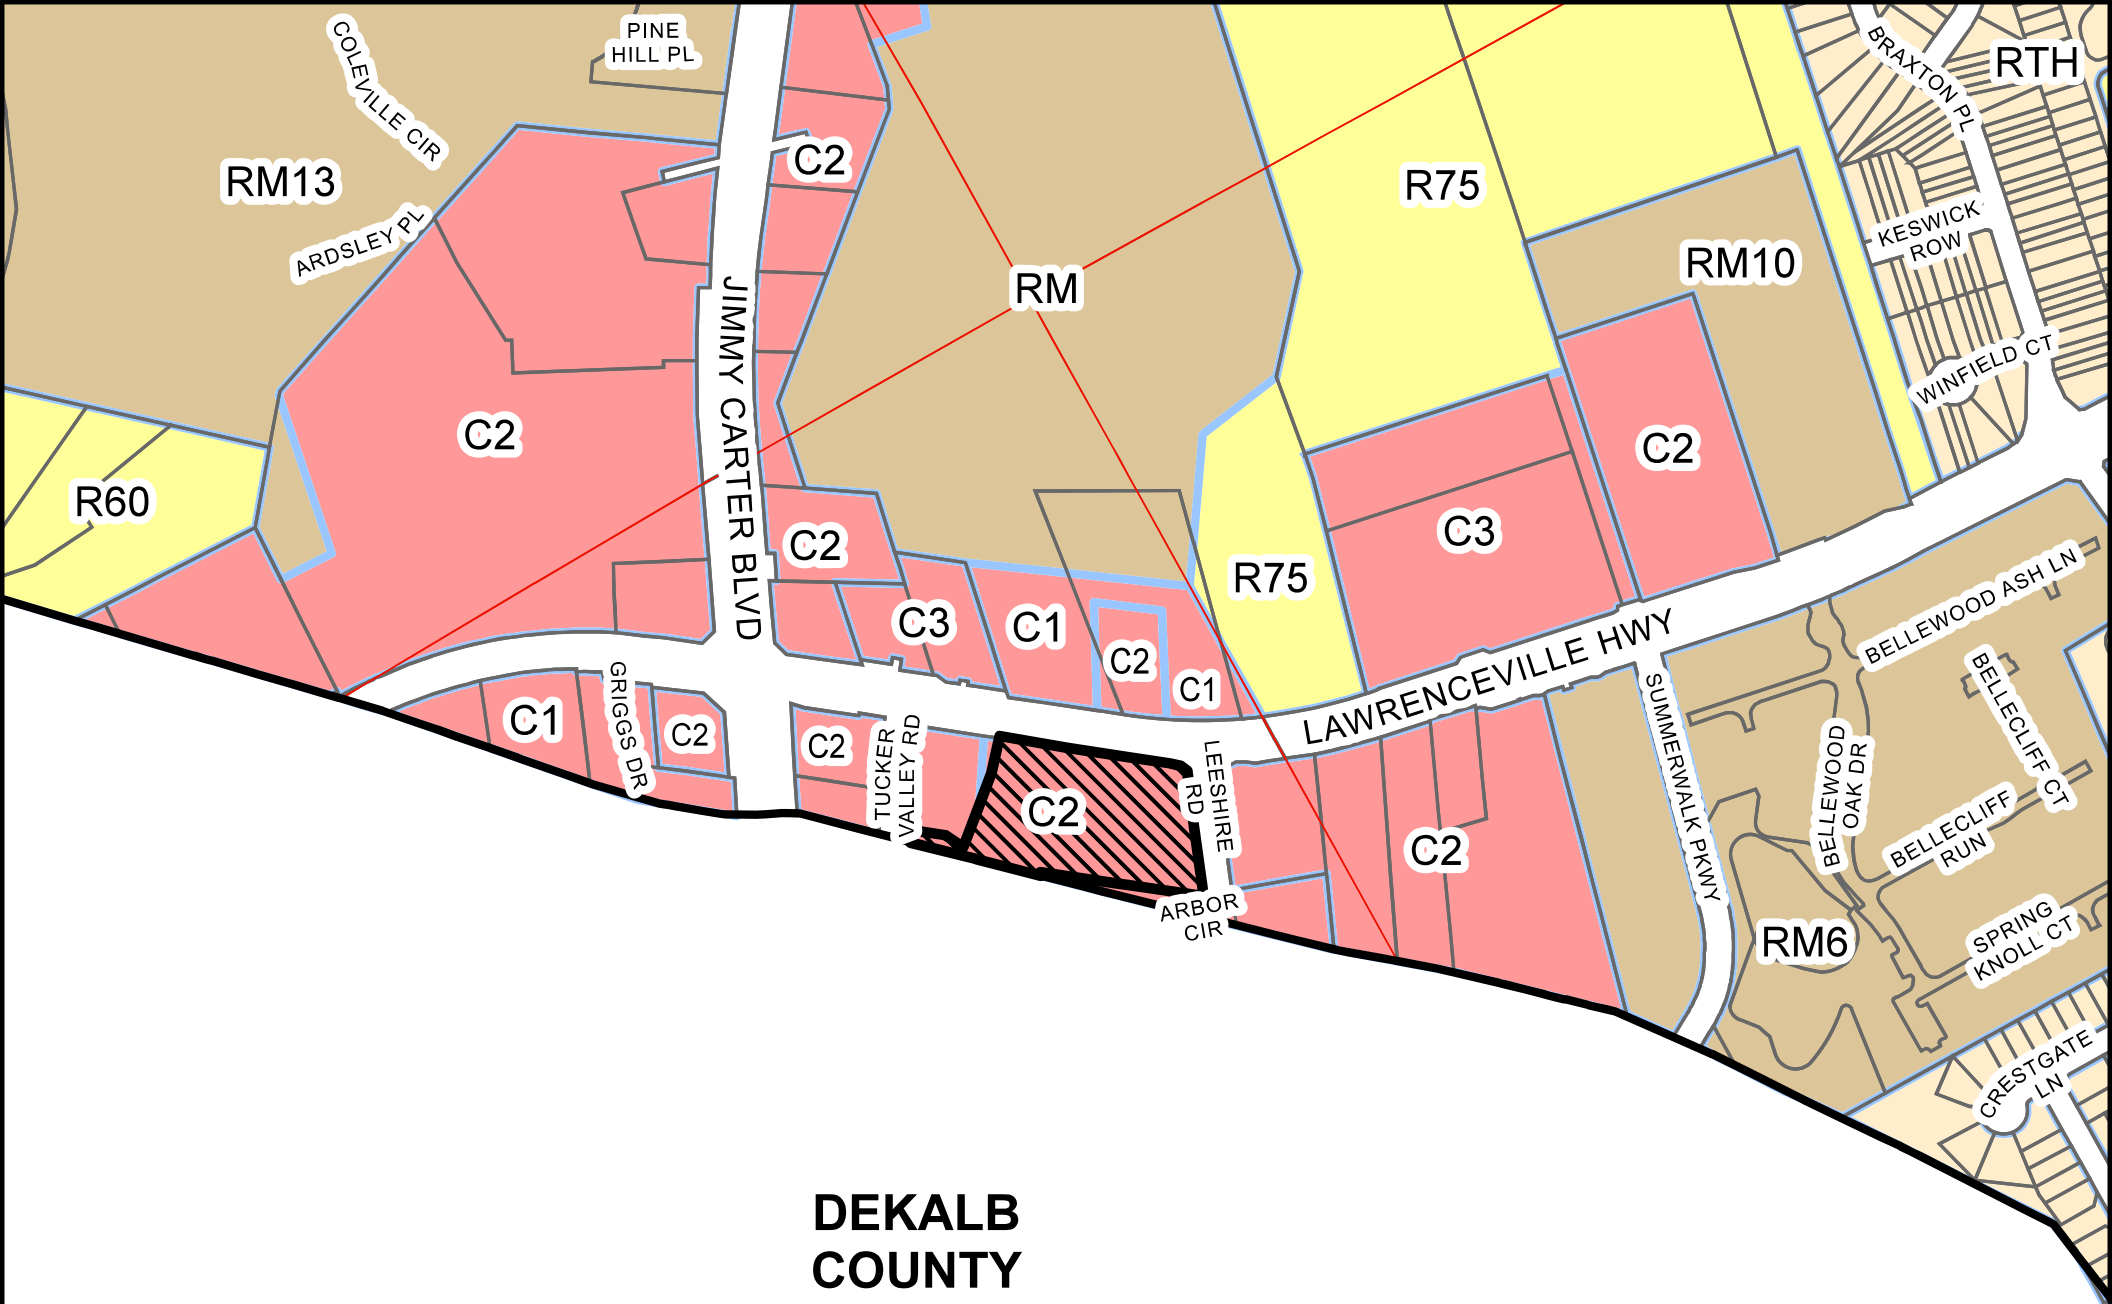 COLEVILLE CIR
PINE
HILL PL
BRAXTON PL
RTH
C2
RM13
R75
ARDSLEY PL
KESWICK
ROW
RM10
RM
JIMMY CARTER BLVD
WINFIELD CT
C2
C2
R60
C3
C2
R75
BELLEWOOD ASH LN
C3
C1
C2
C1
LAWRENCEVILLE HWY
GRIGGS DR
C1
C2
C2
TUCKER
VALLEY RD
C2
LEESHIRE
RD
SUMMERWALK PKWY
BELLEWOOD
OAK DR
BELLECLIFF CT
BELLECLIFF
RUN
C2
ARBOR
CIR
RM6
SPRING
KNOLL CT
CRESTGATE
LN
DEKALB
COUNTY